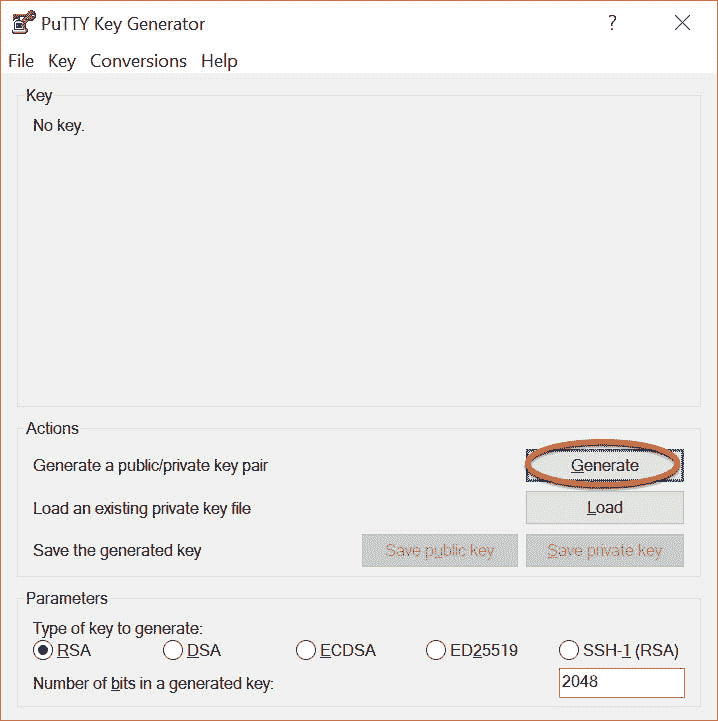 PuTTY Key Generator ?
File Key Conversions Help
Key
No key.
Actions
Generate a public/private key pair Generate
Load an existing private key file Load
Save the generated key Save public key Save private key
Parameters
Type of key to generate:
RSA DSA ECDSA ED25519 SSH-1 (RSA)
Number of bits in a generated key: 2048